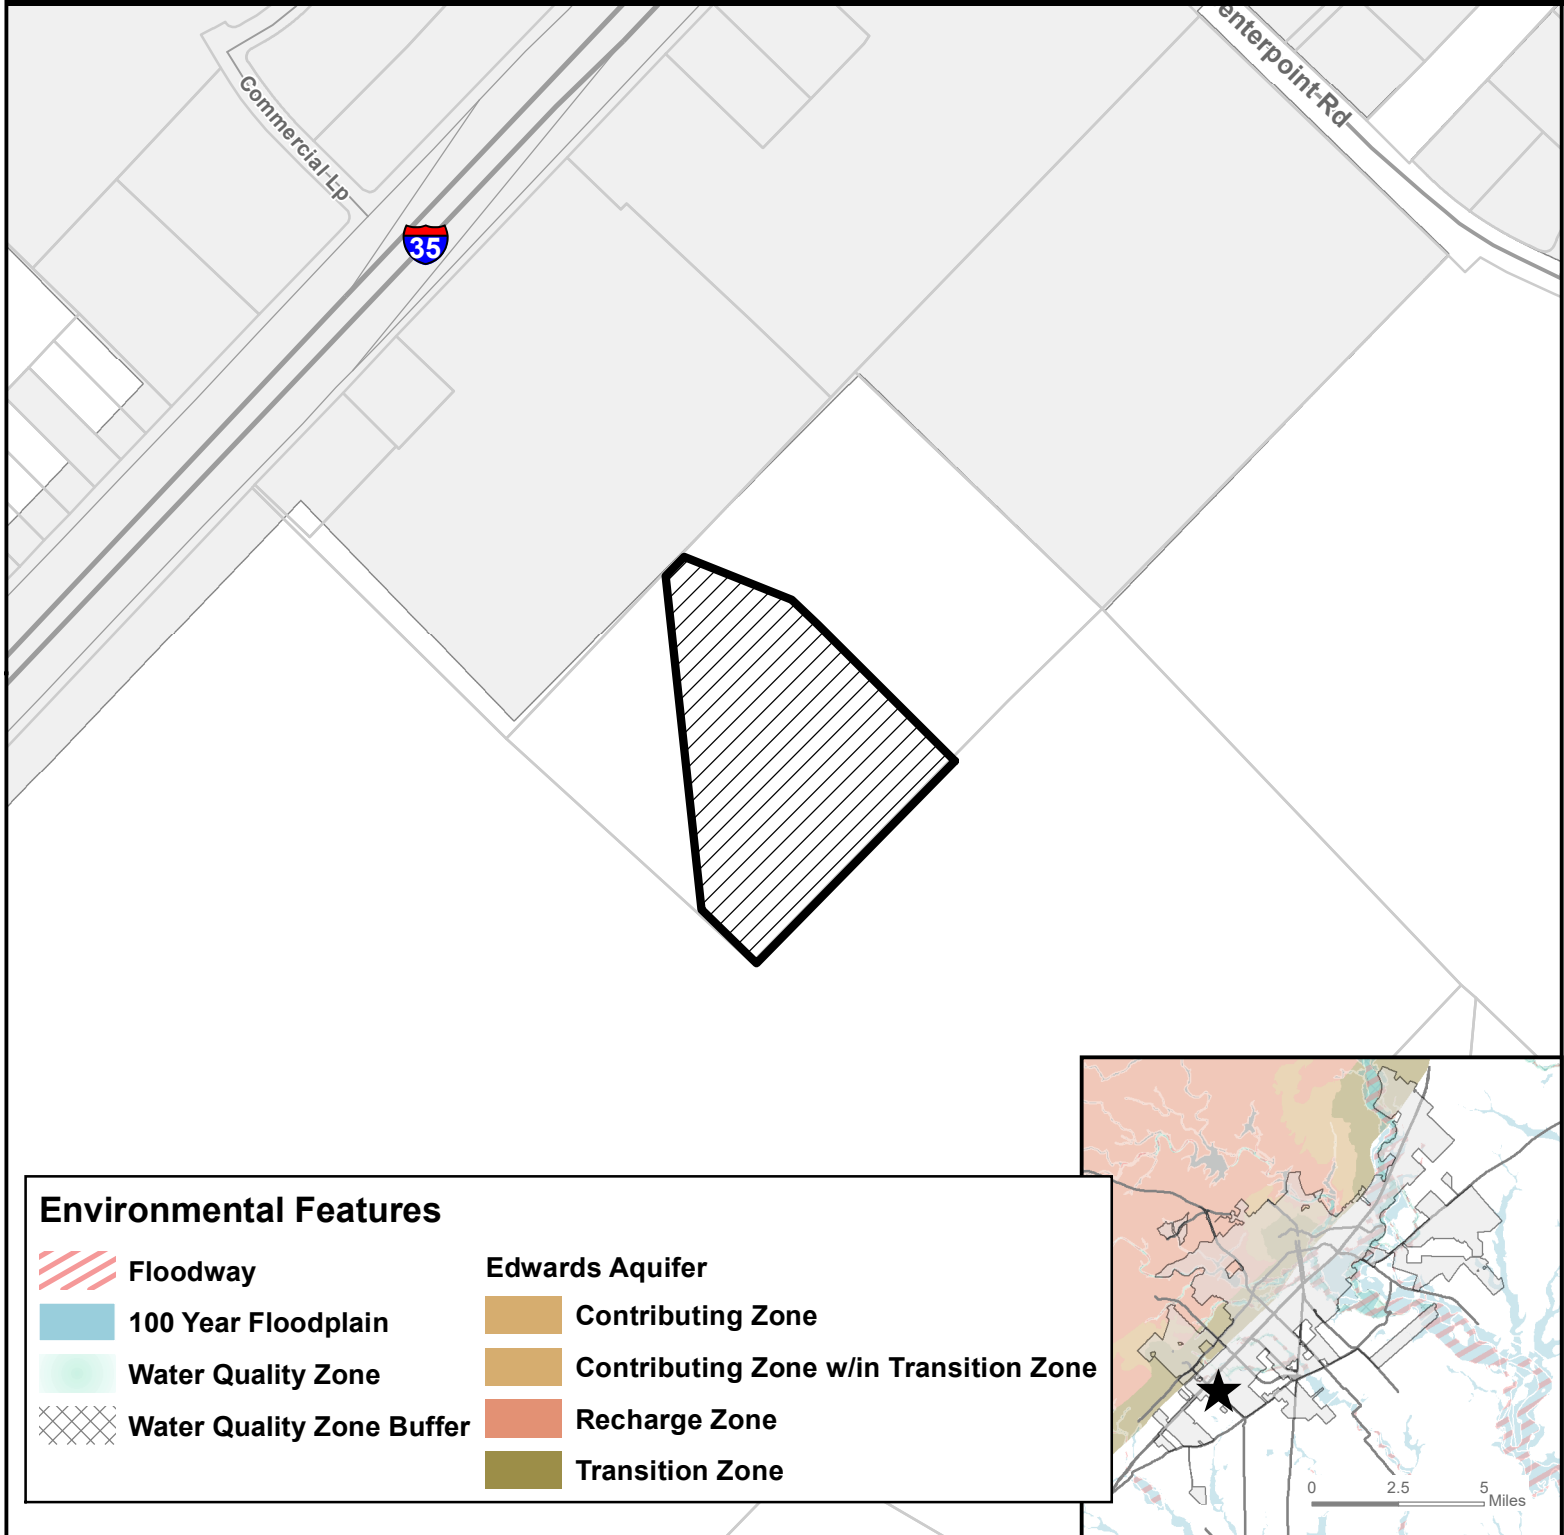 enterpoint Rd
Commercial Lp
35
Environmental Features
Floodway
100 Year Floodplain
Water Quality Zone
Water Quality Zone Buffer
Edwards Aquifer
Contributing Zone
Contributing Zone w/in Transition Zone
Recharge Zone
Transition Zone
0 2.5 5
Miles